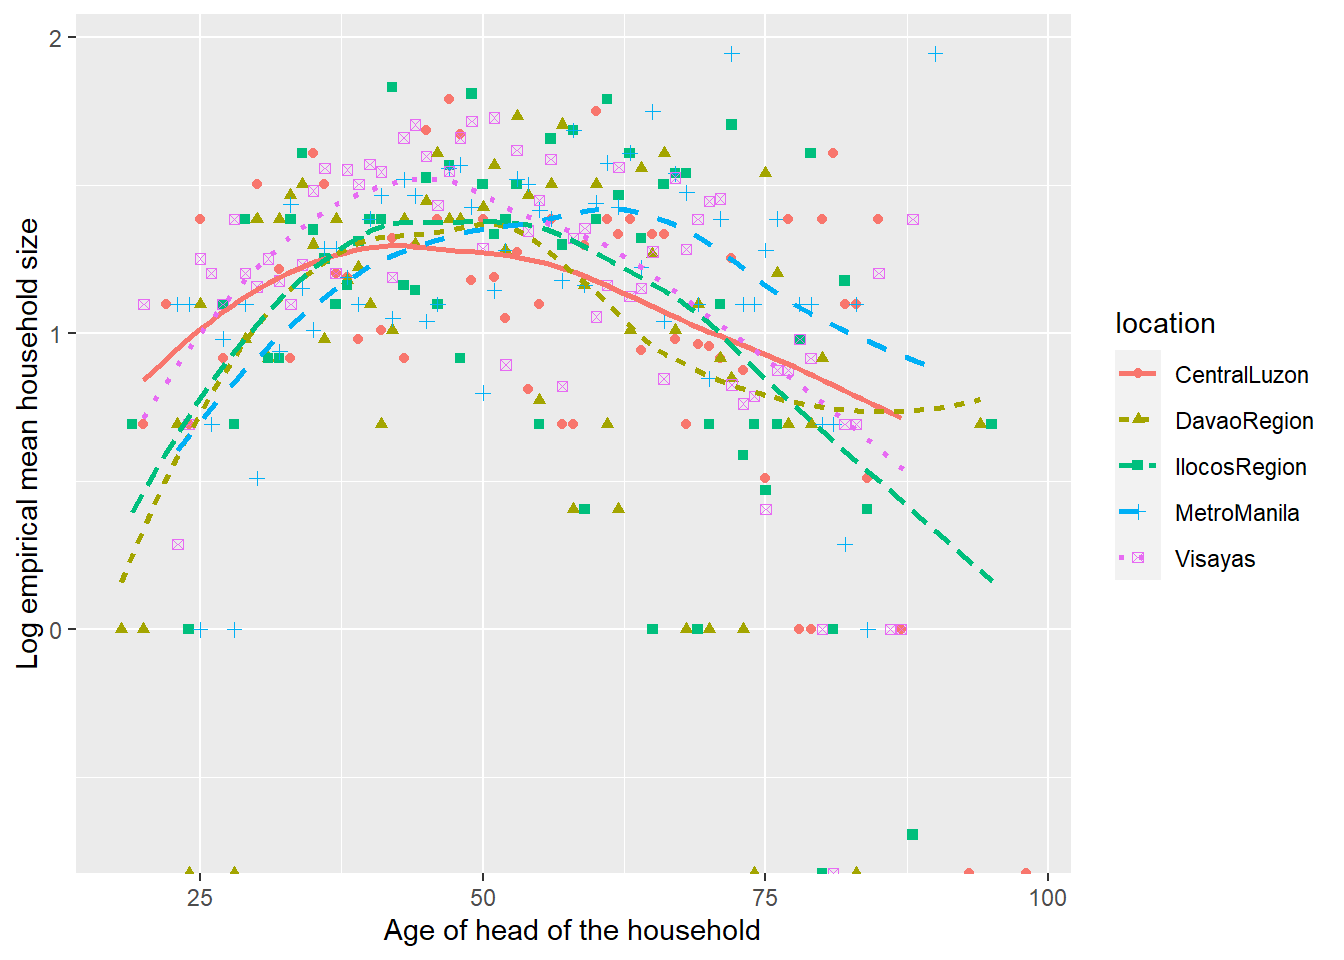 Log empirical mean household size
2
1
0
25
50
75
100
Age of head of the household
location
CentralLuzon
DavaoRegion
IlocosRegion
MetroManila
Visayas